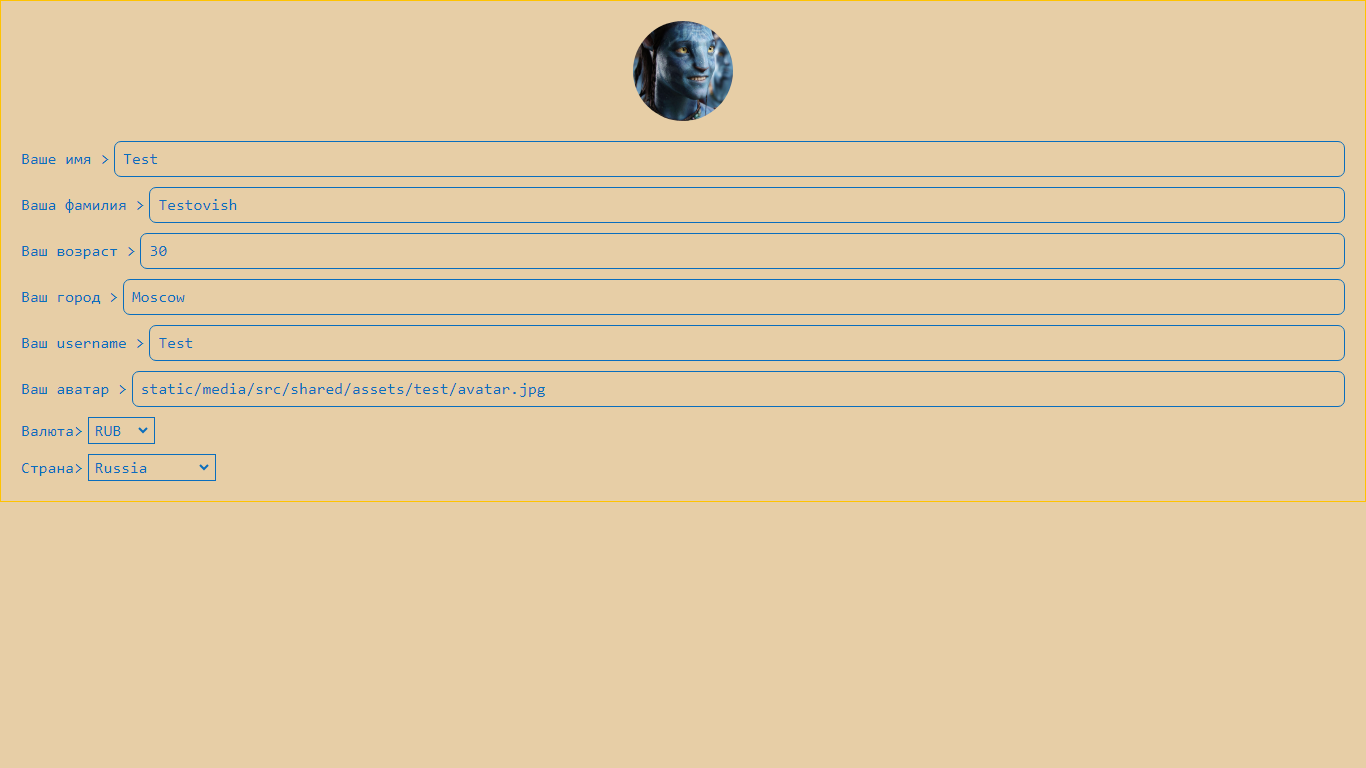 Ваше имя > Test
Ваша фамилия > Testovish
Ваш возраст > 30
Ваш город > Moscow
Ваш username > Test
Ваш аватар > static/media/src/shared/assets/test/avatar.jpg
Валюта> RUB
Страна> Russia